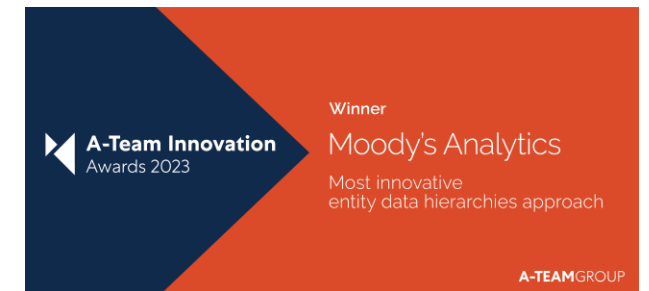 A-Team Innovation
Awards 2023
Winner
Moody's Analytics
Most innovative
entity data hierarchies approach
A-TEAMGROUP